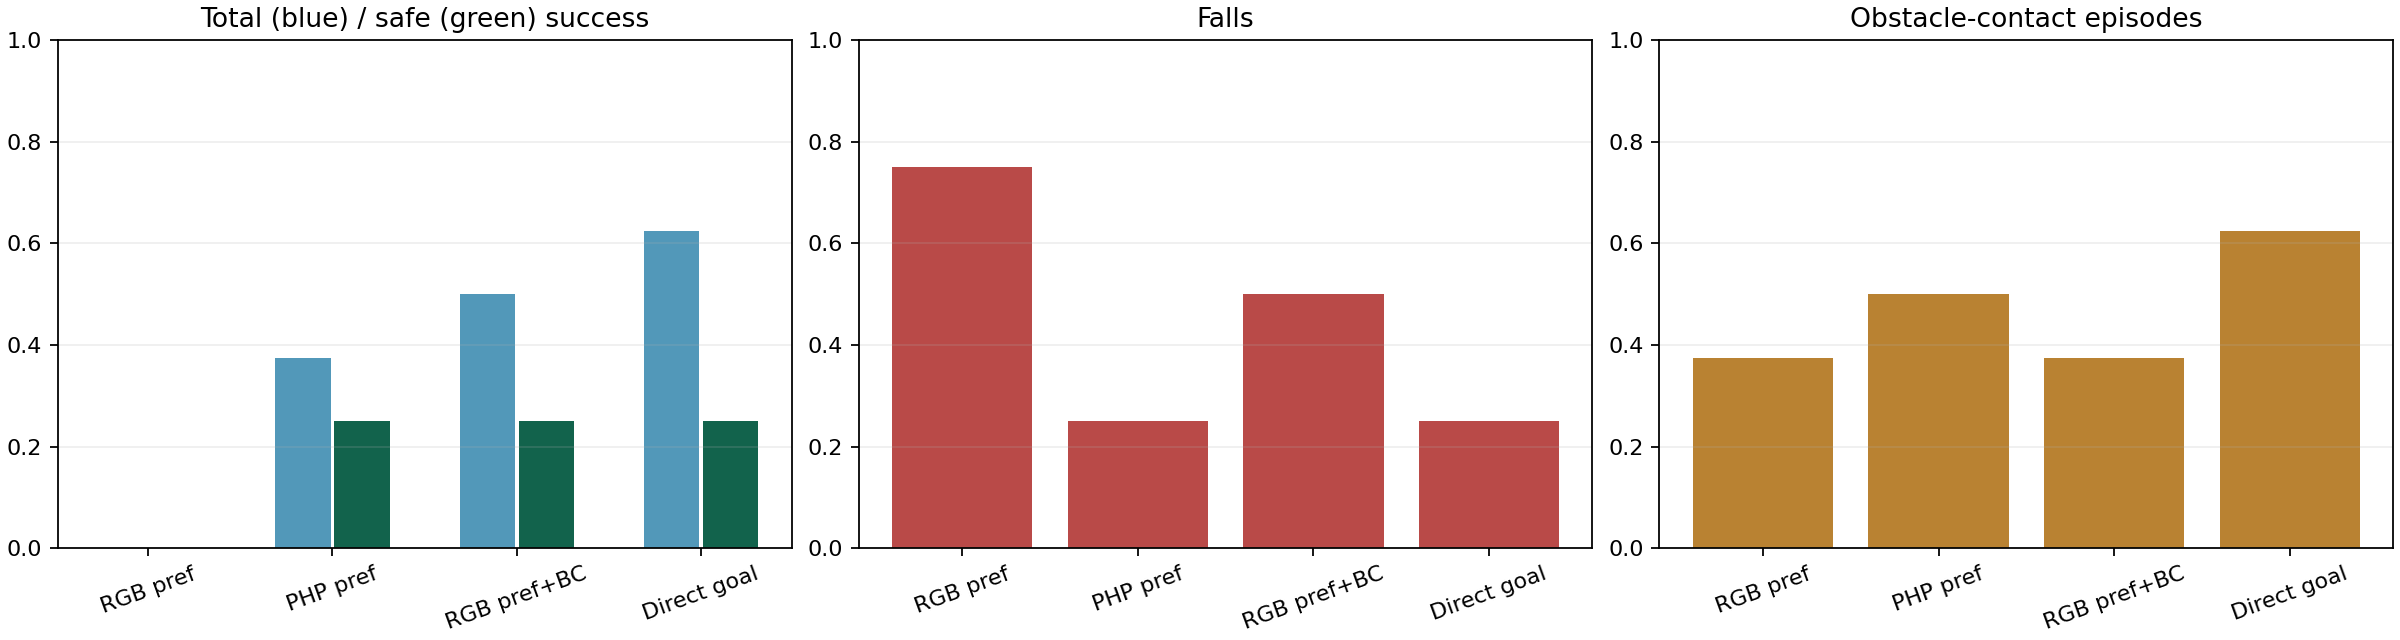 Total (blue) / safe (green) success
1.0
0.8
0.6
0.4
0.2
0.0
RGB pref
PHP pref
RGB pref+BC
Direct goal
Falls
1.0
0.8
0.6
0.4
0.2
0.0
RGB pref
PHP pref
RGB pref+BC
Direct goal
Obstacle-contact episodes
1.0
0.8
0.6
0.4
0.2
0.0
RGB pref
PHP pref
RGB pref+BC
Direct goal